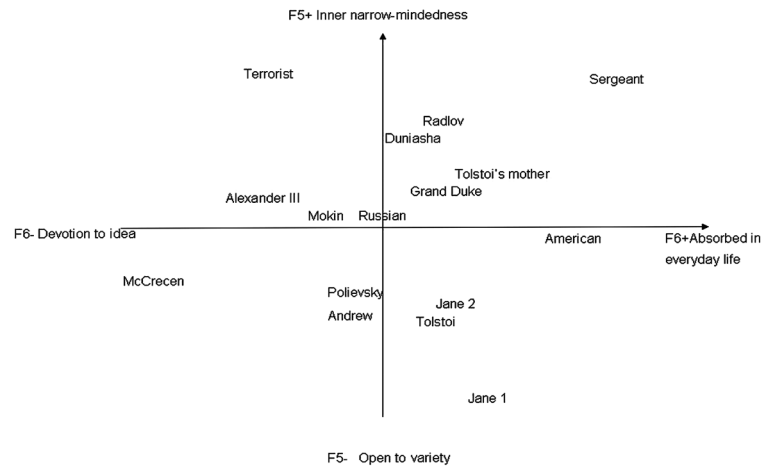 F5+ Inner narrow-mindedness
Terrorist
Sergeant
Radlov
Duniasha
Tolstoi's mother
Grand Duke
Alexander III
Mokin
Russian
F6- Devotion to idea
American
F6+Absorbed in
everyday life
McCrecen
Polievsky
Jane 2
Andrew
Tolstoi
Jane 1
F5- Open to variety